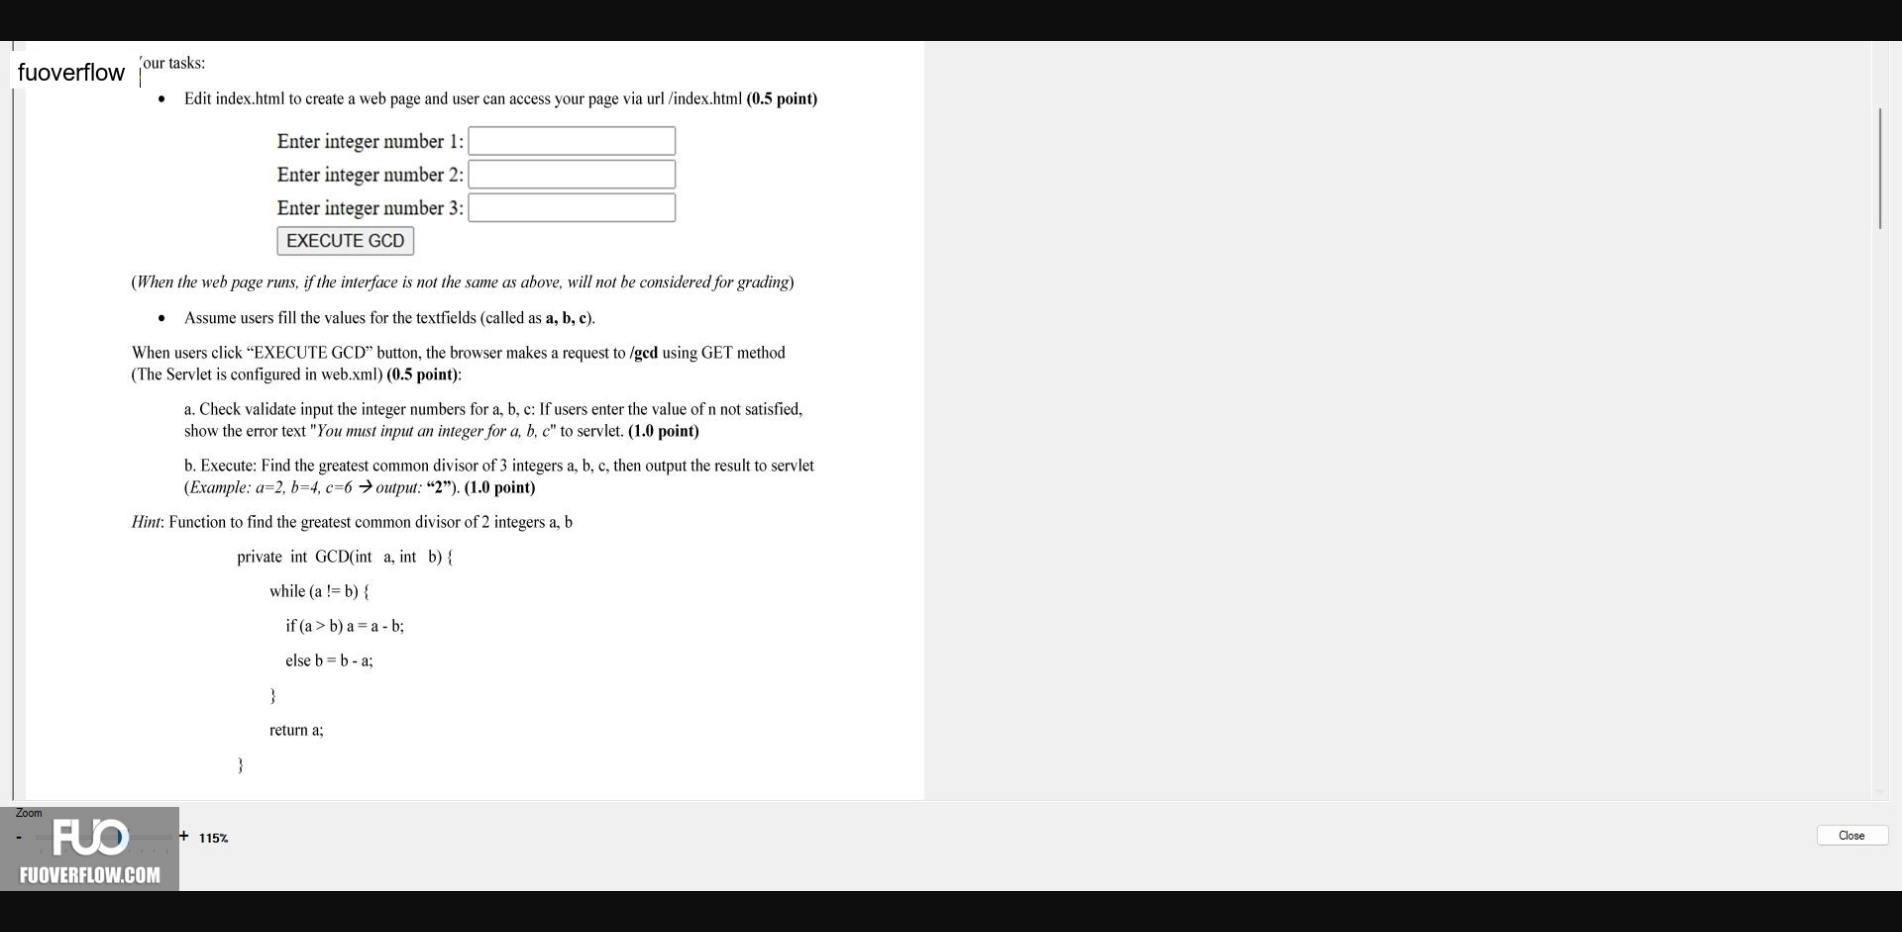 fuoverflow
our tasks:
• Edit index.html to create a web page and user can access your page via url /index.html (0.5 point)
Enter integer number 1:
Enter integer number 2:
Enter integer number 3:
EXECUTE GCD
(When the web page runs, if the interface is not the same as above, will not be considered for grading)
• Assume users fill the values for the textfields (called as a, b, c).
When users click “EXECUTE GCD” button, the browser makes a request to /gcd using GET method
(The Servlet is configured in web.xml) (0.5 point):
a. Check validate input the integer numbers for a, b, c: If users enter the value of n not satisfied,
show the error text "You must input an integer for a, b, c" to servlet. (1.0 point)
b. Execute: Find the greatest common divisor of 3 integers a, b, c, then output the result to servlet
(Example: a=2, b=4, c=6 → output: “2”). (1.0 point)
Hint: Function to find the greatest common divisor of 2 integers a, b
private int GCD(int a, int b) {
while (a != b) {
if (a > b) a = a - b;
else b = b - a;
}
return a;
}
Zoom
- + 115%
FUO
FUOVERFLOW.COM
Close